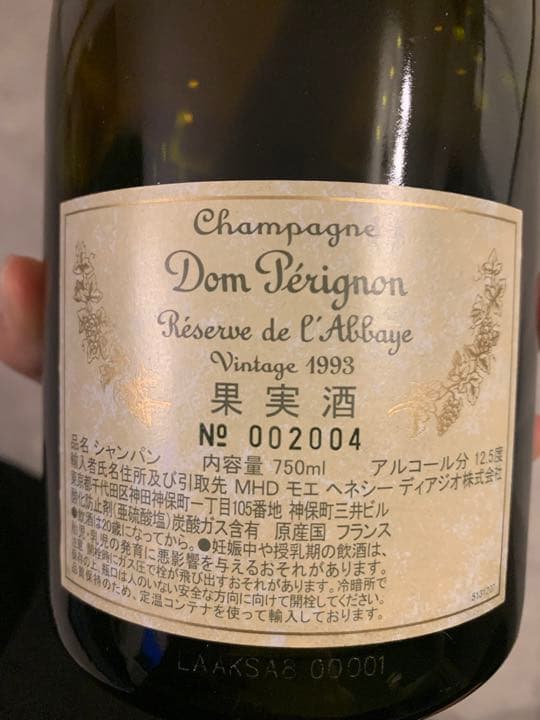 Champagne
Dom Pérignon
Réserve de l'Abbaye
Vintage 1993
果実酒
№ 002004
品名 シャンパン 内容量 750ml アルコール分 12.5度
輸入者氏名住所及び引取先 MHD モエ ヘネシー ディアジオ株式会社
東京都千代田区神田神保町一丁目105番地 神保町三井ビル
酸化防止剤(亜硫酸塩)炭酸ガス含有 原産国 フランス
●飲酒は20歳になってから。●妊娠中や授乳期の飲酒は、
胎児・乳児の発育に悪影響を与えるおそれがあります。
注意 開栓時にガス圧で栓が飛び出すおそれがあります。冷暗所で
瓶口は人のいない安全な方向に向けて開栓してください。
品質保持のため、定温コンテナを使って輸入しております。
LAAKSA8 00001